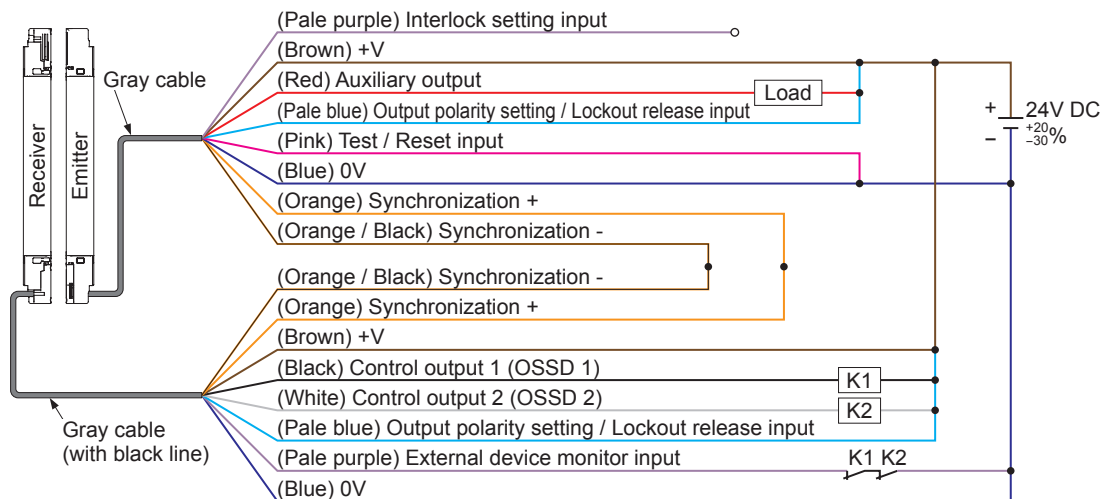 (Pale purple) Interlock setting input
(Brown) +V
Gray cable
(Red) Auxiliary output
Load
(Pale blue) Output polarity setting / Lockout release input
+
24V DC
+20
−30 %
−
(Pink) Test / Reset input
(Blue) 0V
Receiver
Emitter
(Orange) Synchronization +
(Orange / Black) Synchronization -
(Orange / Black) Synchronization -
(Orange) Synchronization +
(Brown) +V
(Black) Control output 1 (OSSD 1)
K1
(White) Control output 2 (OSSD 2)
K2
(Pale blue) Output polarity setting / Lockout release input
Gray cable
(with black line)
(Pale purple) External device monitor input
K1 K2
(Blue) 0V